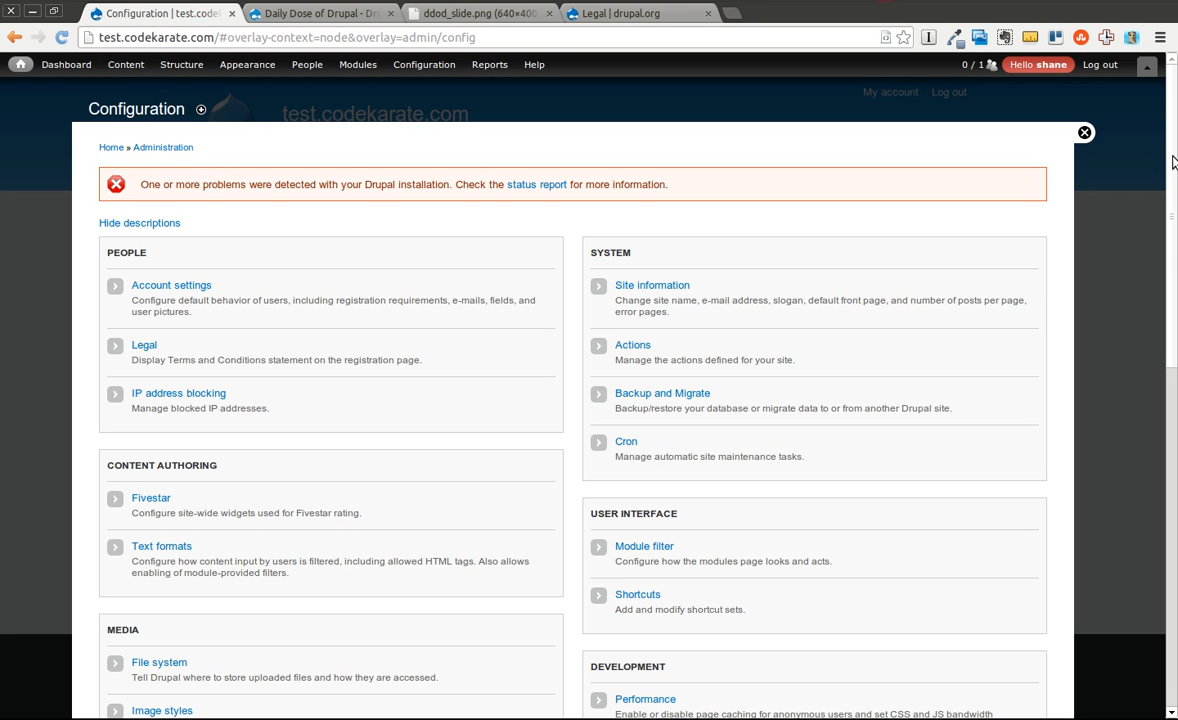 Configuration | test.codek
Daily Dose of Drupal - Dr
ddod_slide.png (640×400
Legal | drupal.org
test.codekarate.com/#overlay-context=node&overlay=admin/config
Dashboard Content Structure Appearance People Modules Configuration Reports Help 0 / 1 Hello shane Log out
My account Log out
Configuration
test.codekarate.com
Home » Administration
One or more problems were detected with your Drupal installation. Check the status report for more information.
Hide descriptions
PEOPLE
Account settings
Configure default behavior of users, including registration requirements, e-mails, fields, and
user pictures.
Legal
Display Terms and Conditions statement on the registration page.
IP address blocking
Manage blocked IP addresses.
CONTENT AUTHORING
Fivestar
Configure site-wide widgets used for Fivestar rating.
Text formats
Configure how content input by users is filtered, including allowed HTML tags. Also allows
enabling of module-provided filters.
MEDIA
File system
Tell Drupal where to store uploaded files and how they are accessed.
Image styles
SYSTEM
Site information
Change site name, e-mail address, slogan, default front page, and number of posts per page,
error pages.
Actions
Manage the actions defined for your site.
Backup and Migrate
Backup/restore your database or migrate data to or from another Drupal site.
Cron
Manage automatic site maintenance tasks.
USER INTERFACE
Module filter
Configure how the modules page looks and acts.
Shortcuts
Add and modify shortcut sets.
DEVELOPMENT
Performance
Enable or disable page caching for anonymous users and set CSS and JS bandwidth